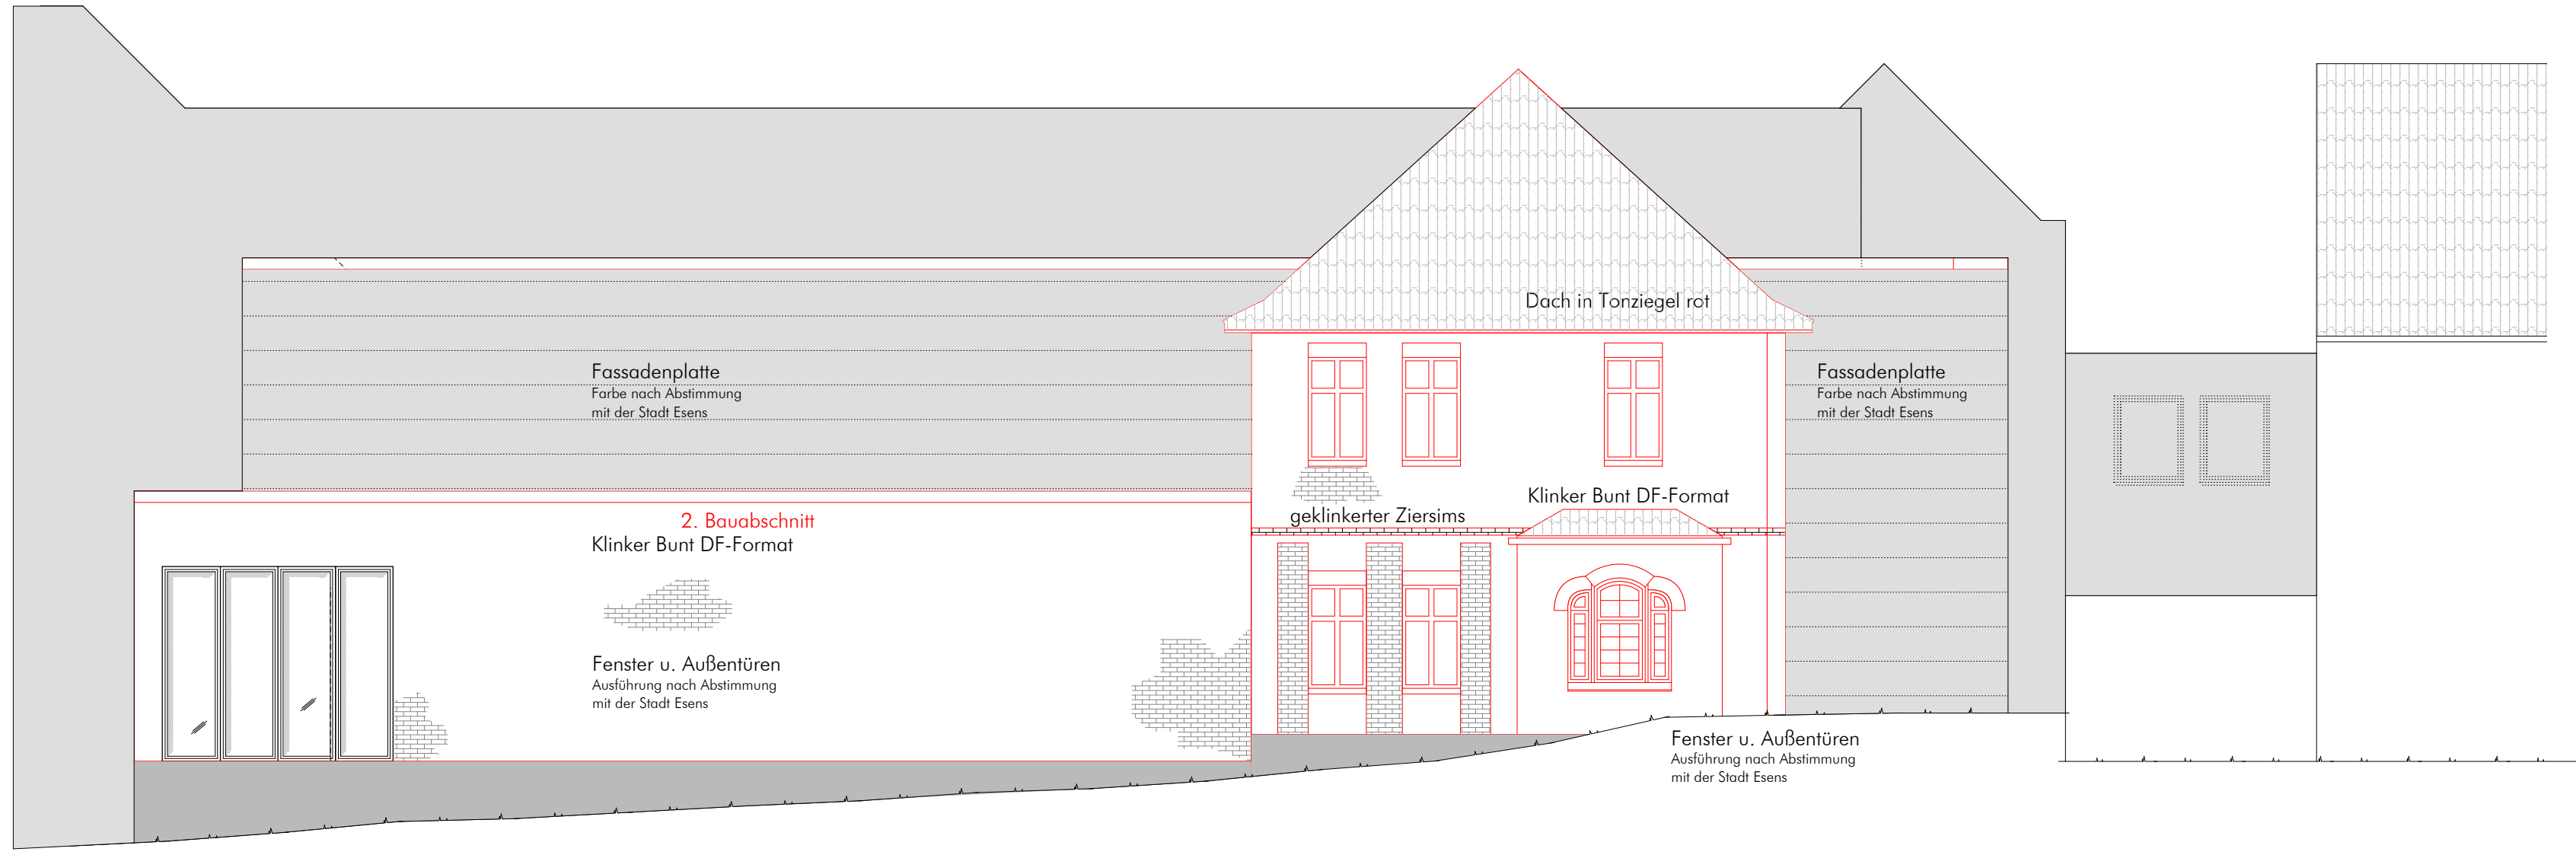 Dach in Tonziegel rot
Fassadenplatte
Farbe nach Abstimmung
mit der Stadt Esens
Fassadenplatte
Farbe nach Abstimmung
mit der Stadt Esens
Klinker Bunt DF-Format
geklinkerter Ziersims
2. Bauabschnitt
Klinker Bunt DF-Format
Fenster u. Außentüren
Ausführung nach Abstimmung
mit der Stadt Esens
Fenster u. Außentüren
Ausführung nach Abstimmung
mit der Stadt Esens